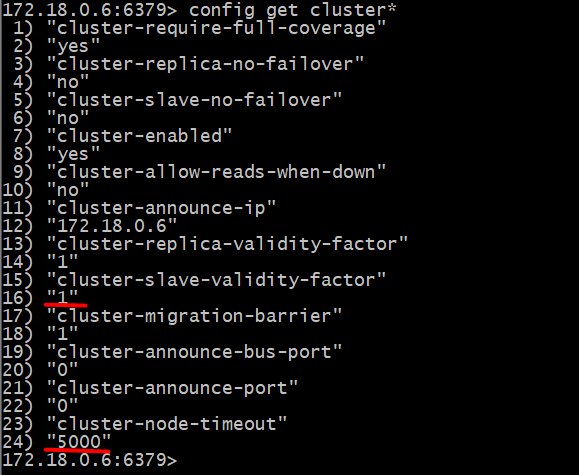 172.18.0.6:6379> config get cluster*
 1) "cluster-require-full-coverage"
 2) "yes"
 3) "cluster-replica-no-failover"
 4) "no"
 5) "cluster-slave-no-failover"
 6) "no"
 7) "cluster-enabled"
 8) "yes"
 9) "cluster-allow-reads-when-down"
10) "no"
11) "cluster-announce-ip"
12) "172.18.0.6"
13) "cluster-replica-validity-factor"
14) "1"
15) "cluster-slave-validity-factor"
16) "1"
17) "cluster-migration-barrier"
18) "1"
19) "cluster-announce-bus-port"
20) "0"
21) "cluster-announce-port"
22) "0"
23) "cluster-node-timeout"
24) "5000"
172.18.0.6:6379>